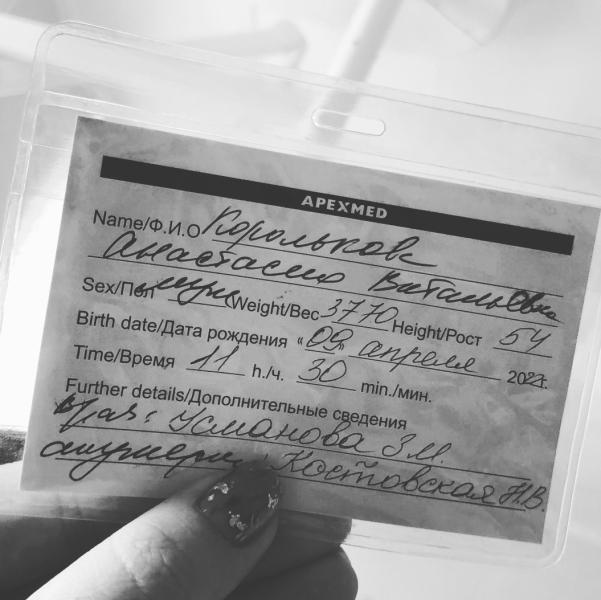 APEXMED
Name/Ф.И.О Корольков
Анастасия Витальевна
Sex/Пол муж Weight/Вес 3770 Height/Рост 54
Birth date/Дата рождения « 09 апреля 2022г.
Time/Время 11 h./ч. 30 min./мин.
Further details/Дополнительные сведения
Врач: Усманова З.М.
акушерка: Костовская Н.В.